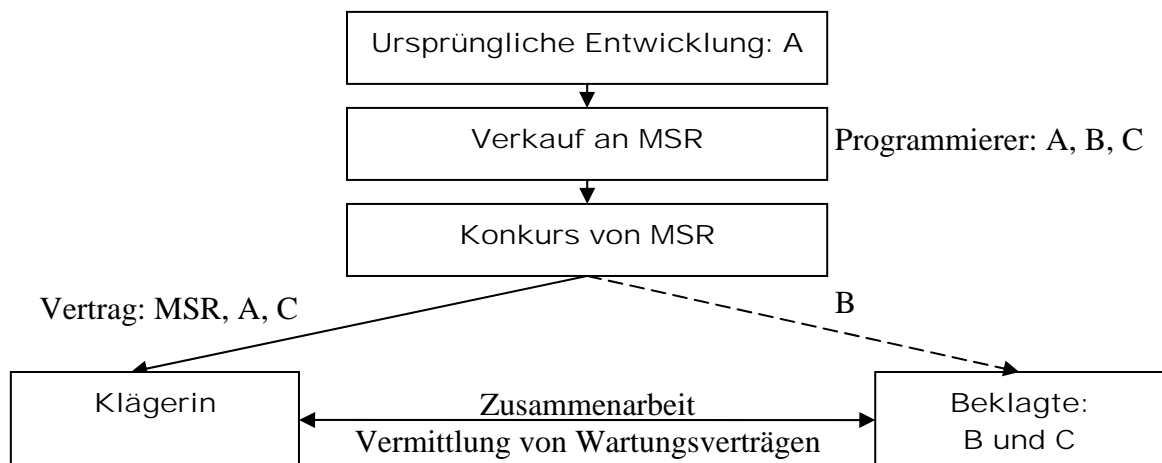 Ursprüngliche Entwicklung: A
Verkauf an MSR
Programmierer: A, B, C
Konkurs von MSR
Vertrag: MSR, A, C
B
Klägerin
Zusammenarbeit
Vermittlung von Wartungsverträgen
Beklagte:
B und C